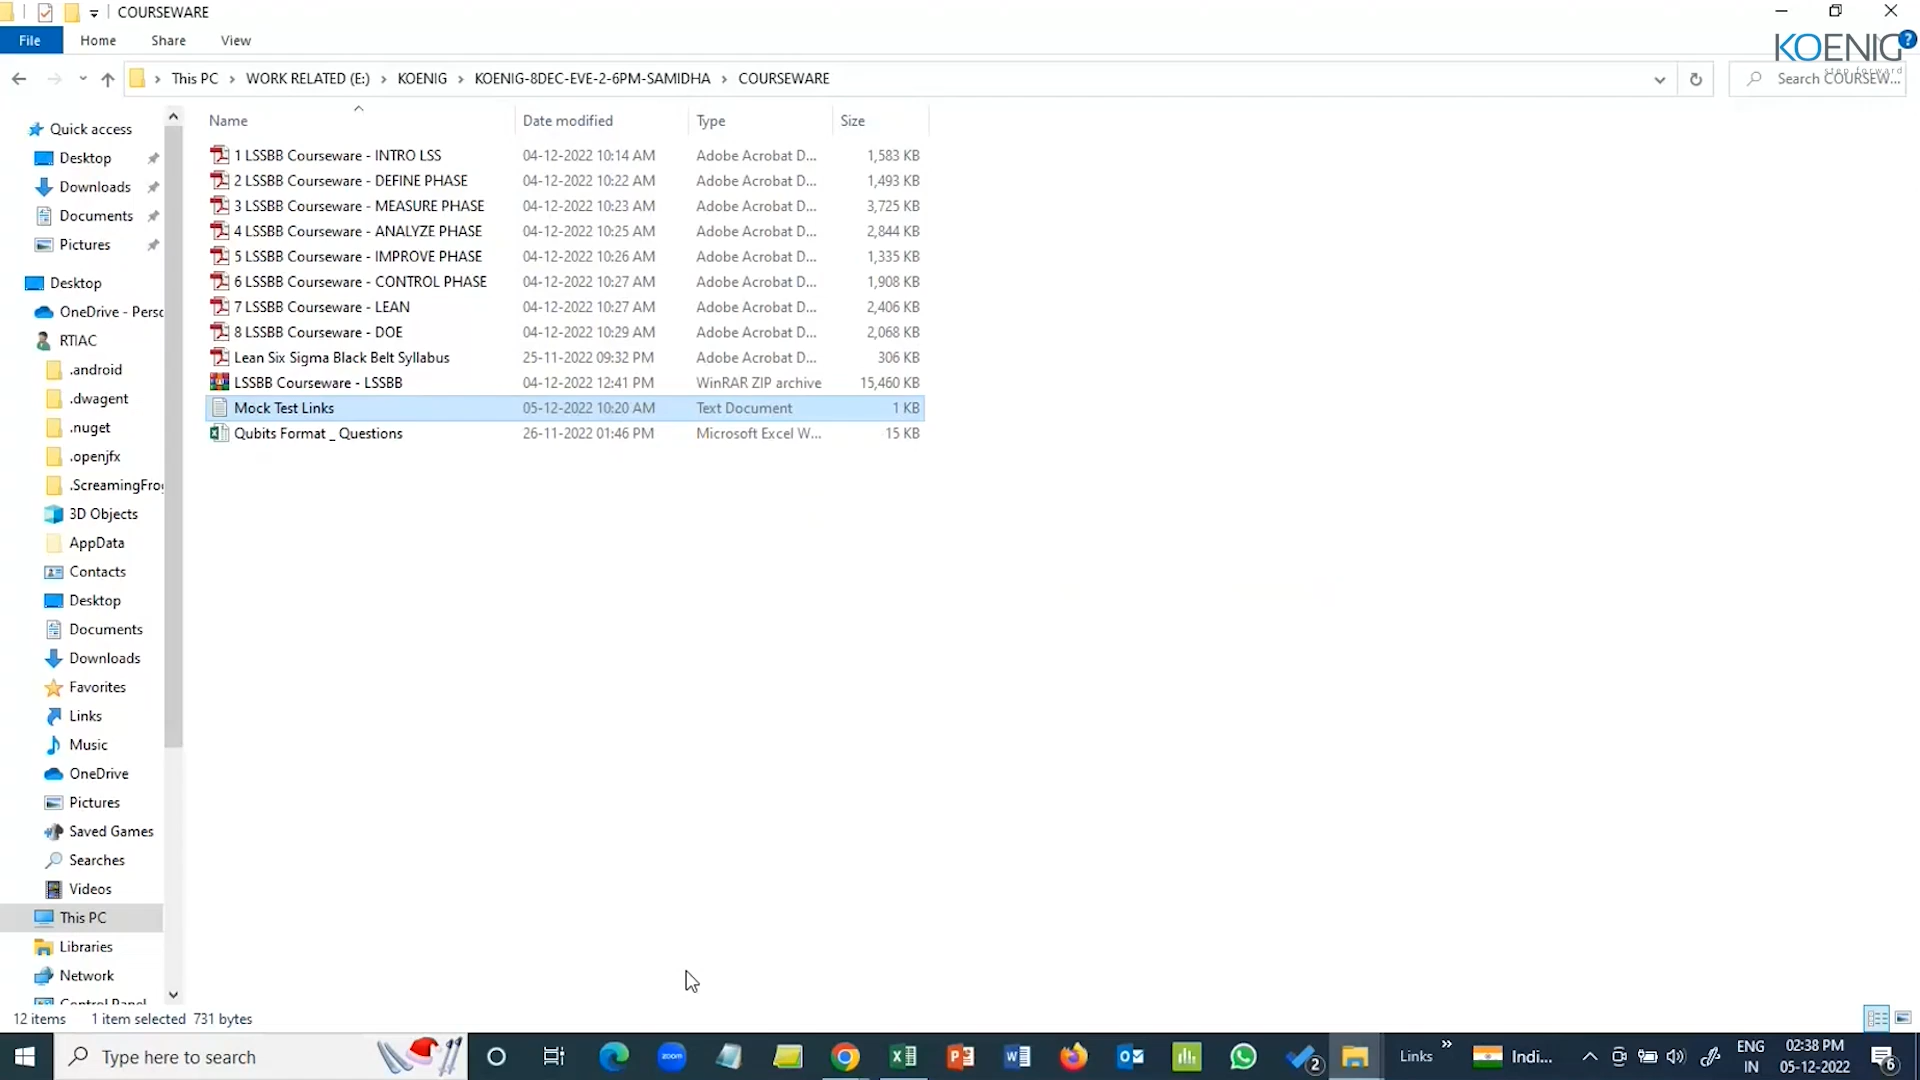 COURSEWARE
File Home Share View
KOENIG
step forward
This PC WORK RELATED (E:) KOENIG KOENIG-8DEC-EVE-2-6PM-SAMIDHA COURSEWARE
Search COURSEW...
Name Date modified Type Size
1 LSSBB Courseware - INTRO LSS 04-12-2022 10:14 AM Adobe Acrobat D... 1,583 KB
2 LSSBB Courseware - DEFINE PHASE 04-12-2022 10:22 AM Adobe Acrobat D... 1,493 KB
3 LSSBB Courseware - MEASURE PHASE 04-12-2022 10:23 AM Adobe Acrobat D... 3,725 KB
4 LSSBB Courseware - ANALYZE PHASE 04-12-2022 10:25 AM Adobe Acrobat D... 2,844 KB
5 LSSBB Courseware - IMPROVE PHASE 04-12-2022 10:26 AM Adobe Acrobat D... 1,335 KB
6 LSSBB Courseware - CONTROL PHASE 04-12-2022 10:27 AM Adobe Acrobat D... 1,908 KB
7 LSSBB Courseware - LEAN 04-12-2022 10:27 AM Adobe Acrobat D... 2,406 KB
8 LSSBB Courseware - DOE 04-12-2022 10:29 AM Adobe Acrobat D... 2,068 KB
Lean Six Sigma Black Belt Syllabus 25-11-2022 09:32 PM Adobe Acrobat D... 306 KB
LSSBB Courseware - LSSBB 04-12-2022 12:41 PM WinRAR ZIP archive 15,460 KB
Mock Test Links 05-12-2022 10:20 AM Text Document 1 KB
Qubits Format _ Questions 26-11-2022 01:46 PM Microsoft Excel W... 15 KB
Quick access
Desktop
Downloads
Documents
Pictures
Desktop
OneDrive - Perso
RTIAC
.android
.dwagent
.nuget
.openjfx
.ScreamingFrog
3D Objects
AppData
Contacts
Desktop
Documents
Downloads
Favorites
Links
Music
OneDrive
Pictures
Saved Games
Searches
Videos
This PC
Libraries
Network
Control Panel
12 items 1 item selected 731 bytes
Type here to search
zoom
2
Links
Indi...
ENG
IN
02:38 PM
05-12-2022
6